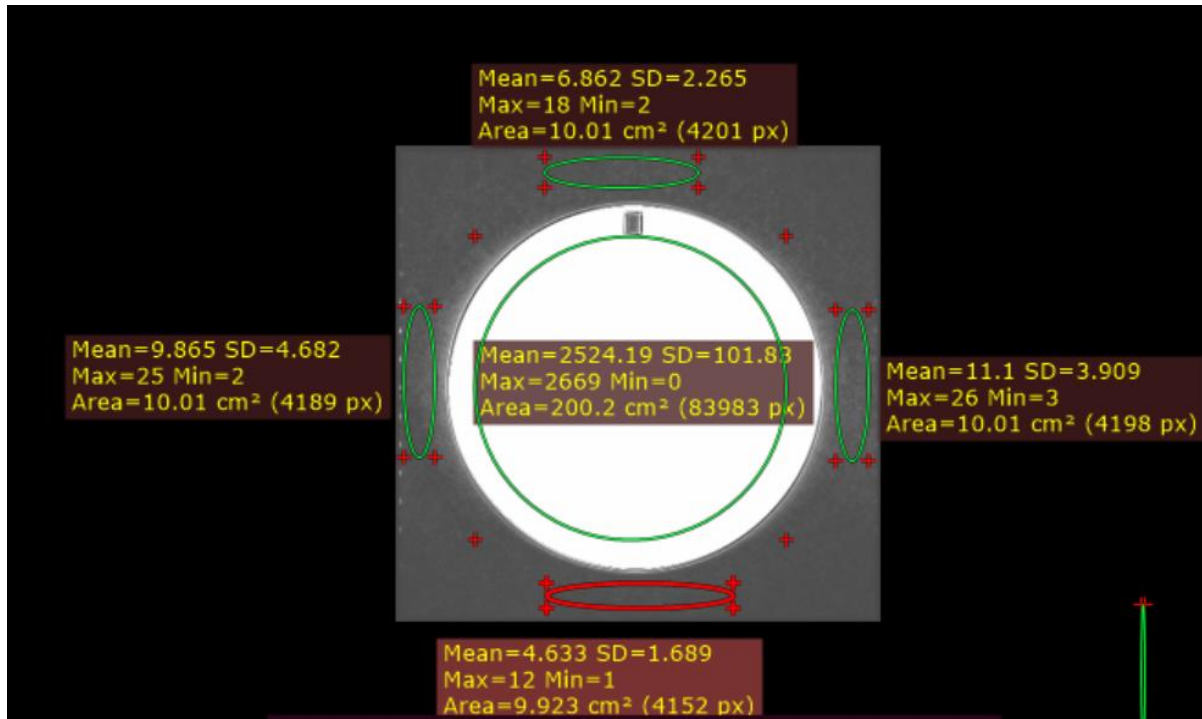 Mean=6.862 SD=2.265
Max=18 Min=2
Area=10.01 cm² (4201 px)
Mean=9.865 SD=4.682
Max=25 Min=2
Area=10.01 cm² (4189 px)
Mean=2524.19 SD=101.83
Max=2669 Min=0
Area=200.2 cm² (83983 px)
Mean=11.1 SD=3.909
Max=26 Min=3
Area=10.01 cm² (4198 px)
Mean=4.633 SD=1.689
Max=12 Min=1
Area=9.923 cm² (4152 px)